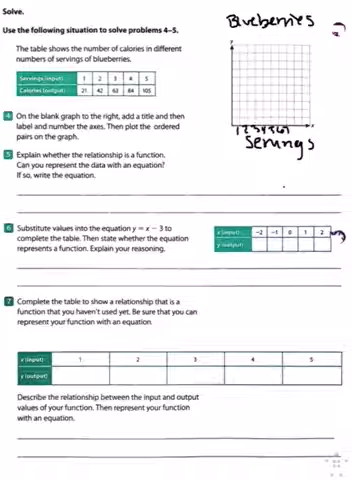 Solve.
Blueberries
Use the following situation to solve problems 4–5.
The table shows the number of calories in different
numbers of servings of blueberries.
Servings (input) 1 2 3 4 5
Calories (output) 21 42 63 84 105
y
x
1 2 3 4 5 6 7
Servings
4 On the blank graph to the right, add a title and then
label and number the axes. Then plot the ordered
pairs on the graph.
5 Explain whether the relationship is a function.
Can you represent the data with an equation?
If so, write the equation.
6 Substitute values into the equation y = x − 3 to
complete the table. Then state whether the equation
represents a function. Explain your reasoning.
x (input) −2 −1 0 1 2
y (output)
7 Complete the table to show a relationship that is a
function that you haven't used yet. Be sure that you can
represent your function with an equation.
x (input) 1 2 3 4 5
y (output)
Describe the relationship between the input and output
values of your function. Then represent your function
with an equation.